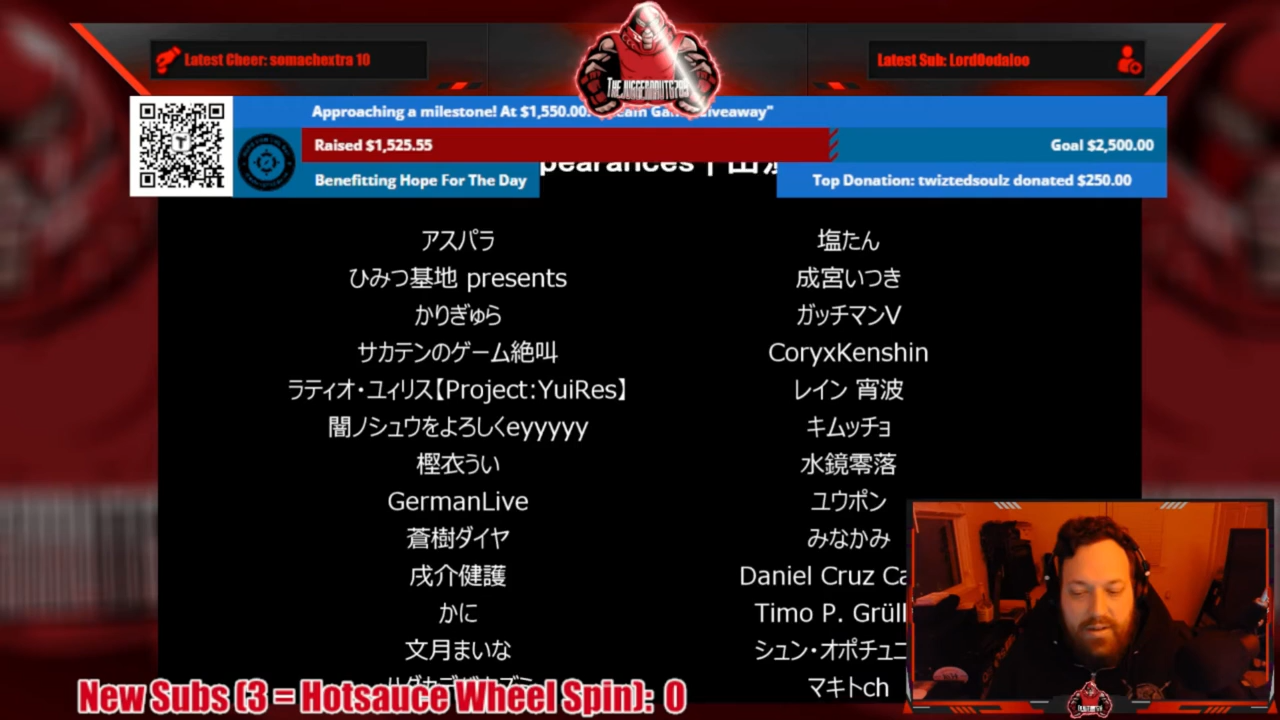 Latest Cheer: somachextra 10
Latest Sub: LordOodaloo
THEJUGGERNAUT6789
Approaching a milestone! At $1,550.00: Giveaway"
Raised $1,525.55
Goal $2,500.00
Benefitting Hope For The Day
Top Donation: twiztedsoulz donated $250.00
アスパラ
塩たん
ひみつ基地 presents
成宮いつき
かりぎゅら
ガッチマンV
サカテンのゲーム絶叫
CoryxKenshin
ラティオ・ユィリス【Project:YuiRes】
レイン 宵波
闇ノシュウをよろしくeyyyyy
キムッチョ
樫衣うい
水鏡零落
GermanLive
ユウポン
蒼樹ダイヤ
みなかみ
戌介健護
Daniel Cruz
かに
Timo P.
文月まいな
マキトch
New Subs (3 = Hotsauce Wheel Spin): 0